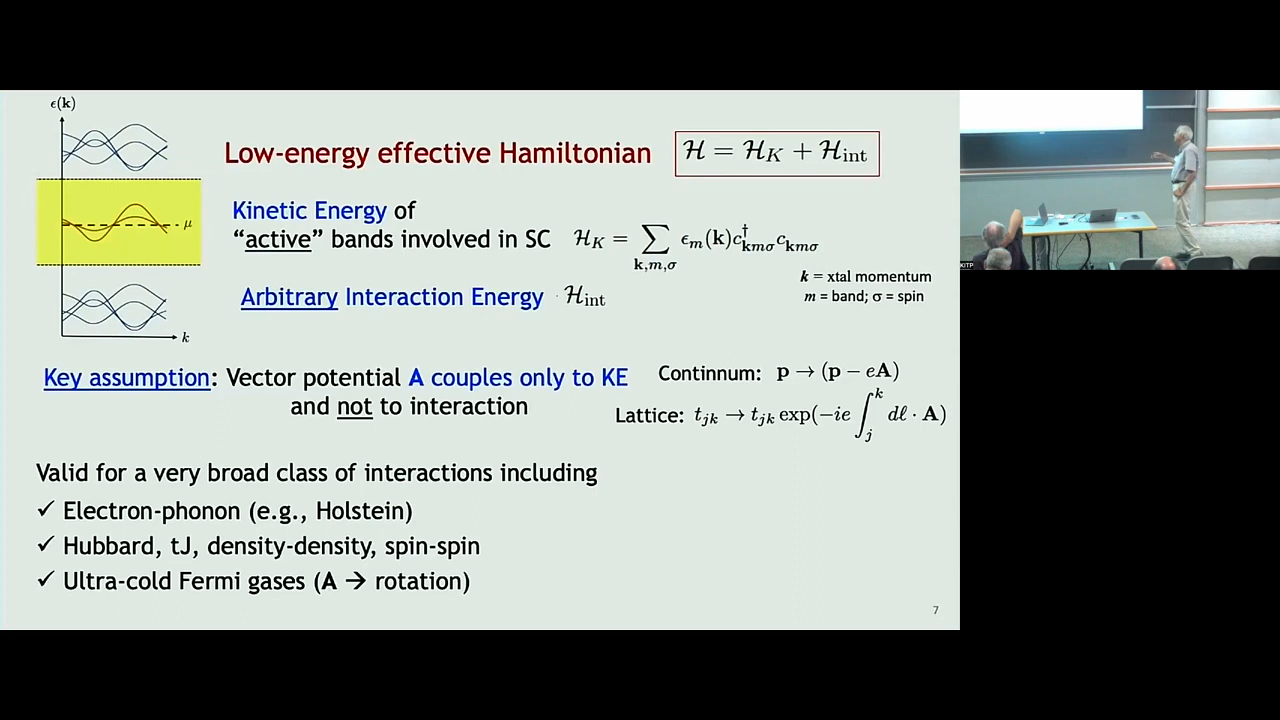 ϵ(𝐤)
Low-energy effective Hamiltonian ℋ = ℋ_K + ℋ_int
μ
Kinetic Energy of
“active” bands involved in SC ℋ_K = ∑_{𝐤,m,σ} ϵ_m(𝐤)c†_{𝐤mσ}c_{𝐤mσ}
k = xtal momentum
m = band; σ = spin
Arbitrary Interaction Energy ℋ_int
k
Key assumption: Vector potential A couples only to KE
and not to interaction
Continnum: 𝐩 → (𝐩 − e𝐀)
Lattice: t_{jk} → t_{jk} exp(−ie ∫_j^k dℓ · 𝐀)
Valid for a very broad class of interactions including
✓ Electron-phonon (e.g., Holstein)
✓ Hubbard, tJ, density-density, spin-spin
✓ Ultra-cold Fermi gases (A → rotation)
7
KITP